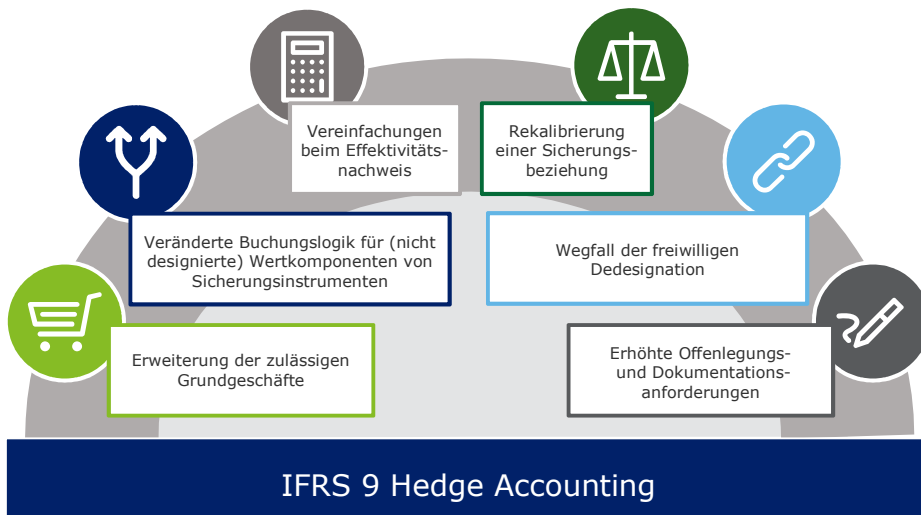 Vereinfachungen
beim Effektivitäts-
nachweis
Rekalibrierung
einer Sicherungs-
beziehung
Veränderte Buchungslogik für (nicht
designierte) Wertkomponenten von
Sicherungsinstrumenten
Wegfall der freiwilligen
Dedesignation
Erweiterung der zulässigen
Grundgeschäfte
Erhöhte Offenlegungs-
und Dokumentations-
anforderungen
IFRS 9 Hedge Accounting